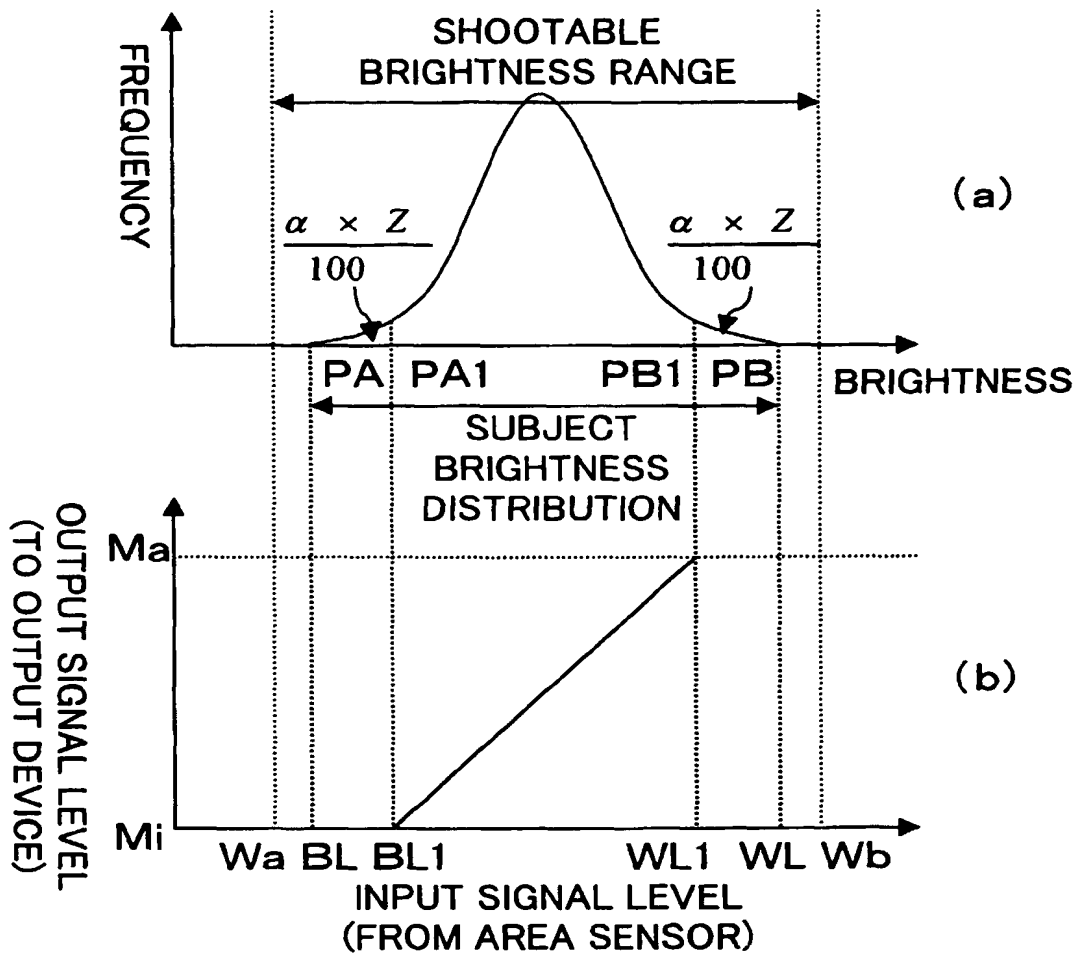 SHOOTABLE
BRIGHTNESS RANGE
FREQUENCY
(a)
α × Z
100
α × Z
100
PA PA1 PB1 PB
BRIGHTNESS
SUBJECT
BRIGHTNESS
DISTRIBUTION
OUTPUT SIGNAL LEVEL
(TO OUTPUT DEVICE)
Ma
(b)
Mi
Wa BL BL1 WL1 WL Wb
INPUT SIGNAL LEVEL
(FROM AREA SENSOR)